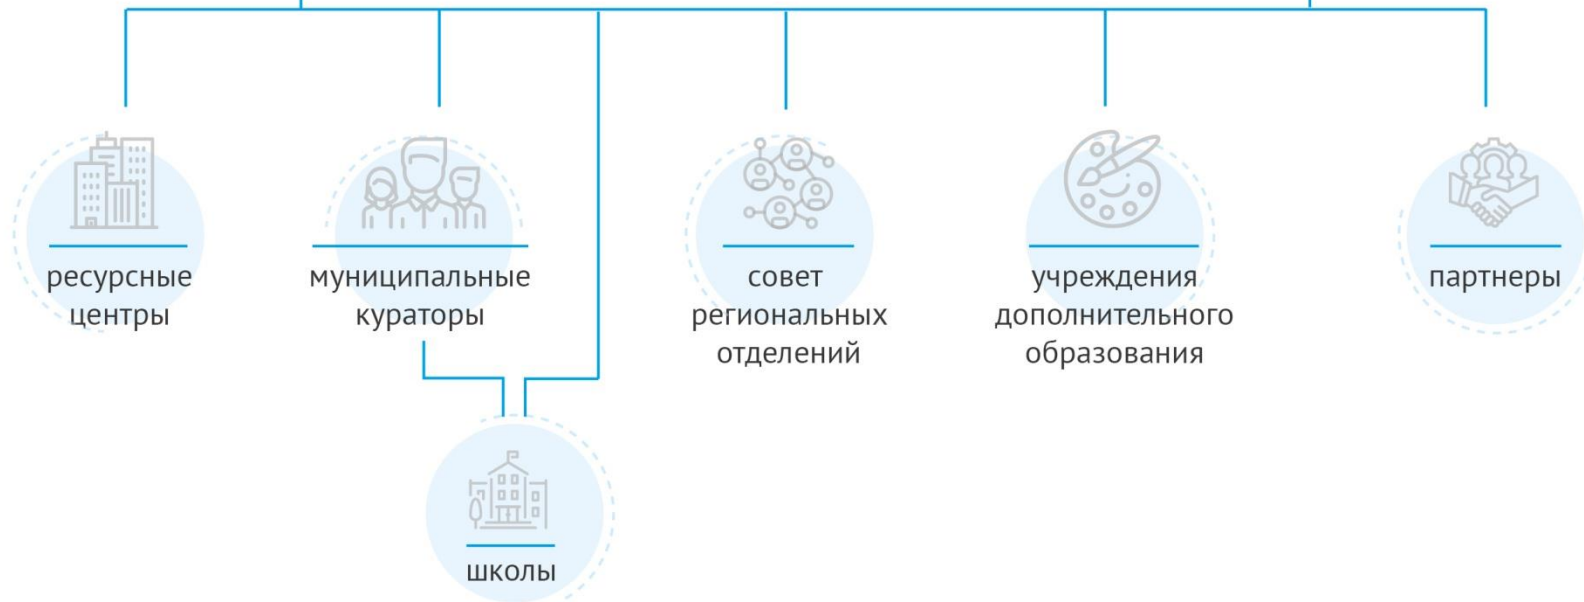 ресурсные
центры
муниципальные
кураторы
совет
региональных
отделений
учреждения
дополнительного
образования
партнеры
школы